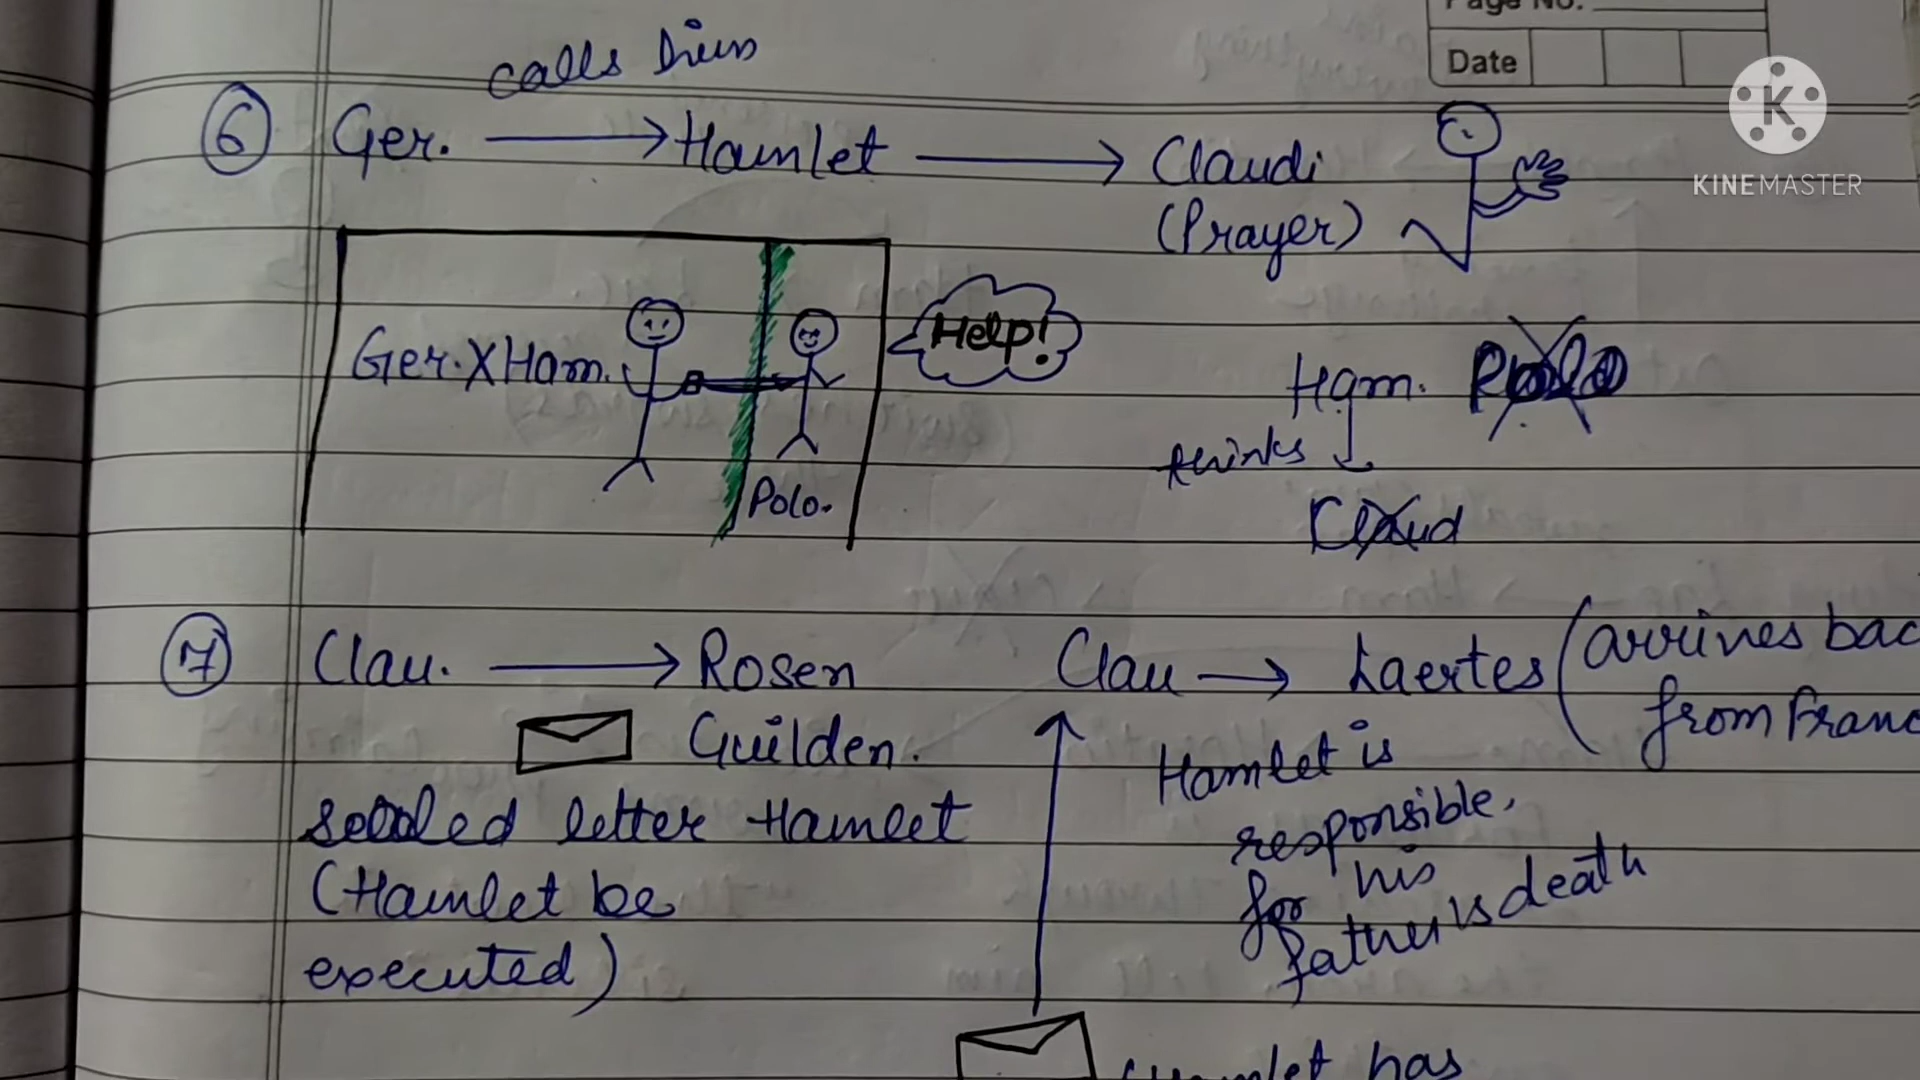 Page No.
Date
KINEMASTER
calls him
6 Ger. → Hamlet → Claudi
(Prayer)
Ger. X Ham.
Help!
Polo.
Ham. Polo
thinks
Claud
7 Clau. → Rosen
Guilden.
sealed letter Hamlet
(Hamlet be
executed)
Clau → Laertes (arrives bac
from Franc
Hamlet is
responsible.
for his
father's death
Hamlet has